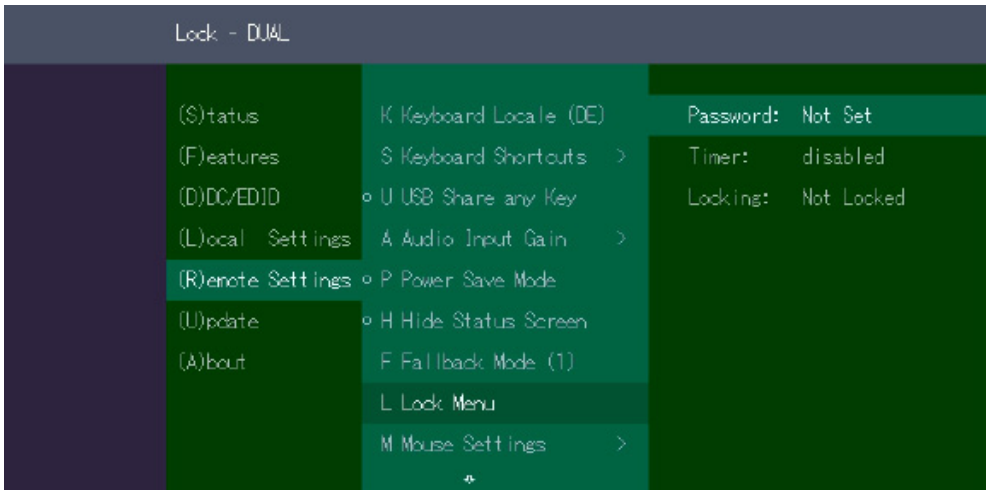 Lock - DUAL
(S)tatus
(F)eatures
(D)DC/EDID
(L)ocal Settings
(R)emote Settings
(U)pdate
(A)bout
K Keyboard Locale (DE)
S Keyboard Shortcuts >
U USB Share any Key
A Audio Input Gain >
P Power Save Mode
H Hide Status Screen
F Fallback Mode (1)
L Lock Menu
M Mouse Settings >
Password: Not Set
Timer: disabled
Locking: Not Locked